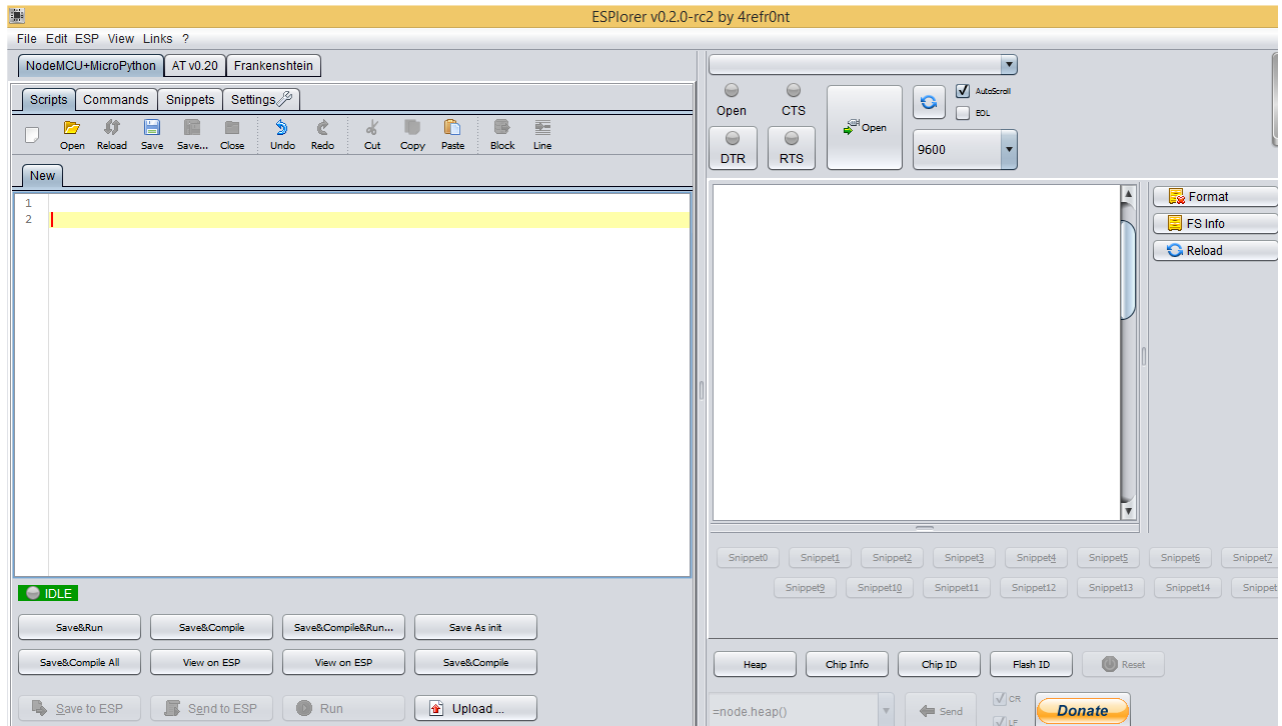 ESPlorer v0.2.0-rc2 by 4refr0nt
File Edit ESP View Links ?
NodeMCU+MicroPython AT v0.20 Frankenshtein
Scripts Commands Snippets Settings
Open Reload Save Save... Close Undo Redo Cut Copy Paste Block Line
New
1
2
IDLE
Save&Run Save&Compile Save&Compile&Run... Save As init
Save&Compile All View on ESP View on ESP Save&Compile
Save to ESP Send to ESP Run Upload ...
Open CTS
DTR RTS
Open
AutoScroll
EOL
9600
Format
FS Info
Reload
Snippet0 Snippet1 Snippet2 Snippet3 Snippet4 Snippet5 Snippet6 Snippet7
Snippet9 Snippet10 Snippet11 Snippet12 Snippet13 Snippet14 Snippet
Heap Chip Info Chip ID Flash ID Reset
=node.heap() Send CR Donate
LF